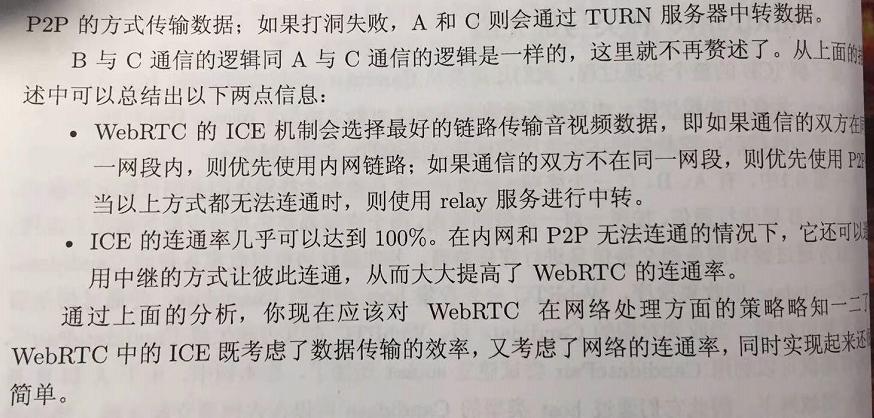 P2P 的方式传输数据；如果打洞失败，A 和 C 则会通过 TURN 服务器中转数据。
B 与 C 通信的逻辑同 A 与 C 通信的逻辑是一样的，这里就不再赘述了。从上面的描
述中可以总结出以下两点信息：
• WebRTC 的 ICE 机制会选择最好的链路传输音视频数据，即如果通信的双方在同
一网段内，则优先使用内网链路；如果通信的双方不在同一网段，则优先使用 P2P
当以上方式都无法连通时，则使用 relay 服务进行中转。
• ICE 的连通率几乎可以达到 100%。在内网和 P2P 无法连通的情况下，它还可以
用中继的方式让彼此连通，从而大大提高了 WebRTC 的连通率。
通过上面的分析，你现在应该对 WebRTC 在网络处理方面的策略略知一二了
WebRTC 中的 ICE 既考虑了数据传输的效率，又考虑了网络的连通率，同时实现起来还
简单。